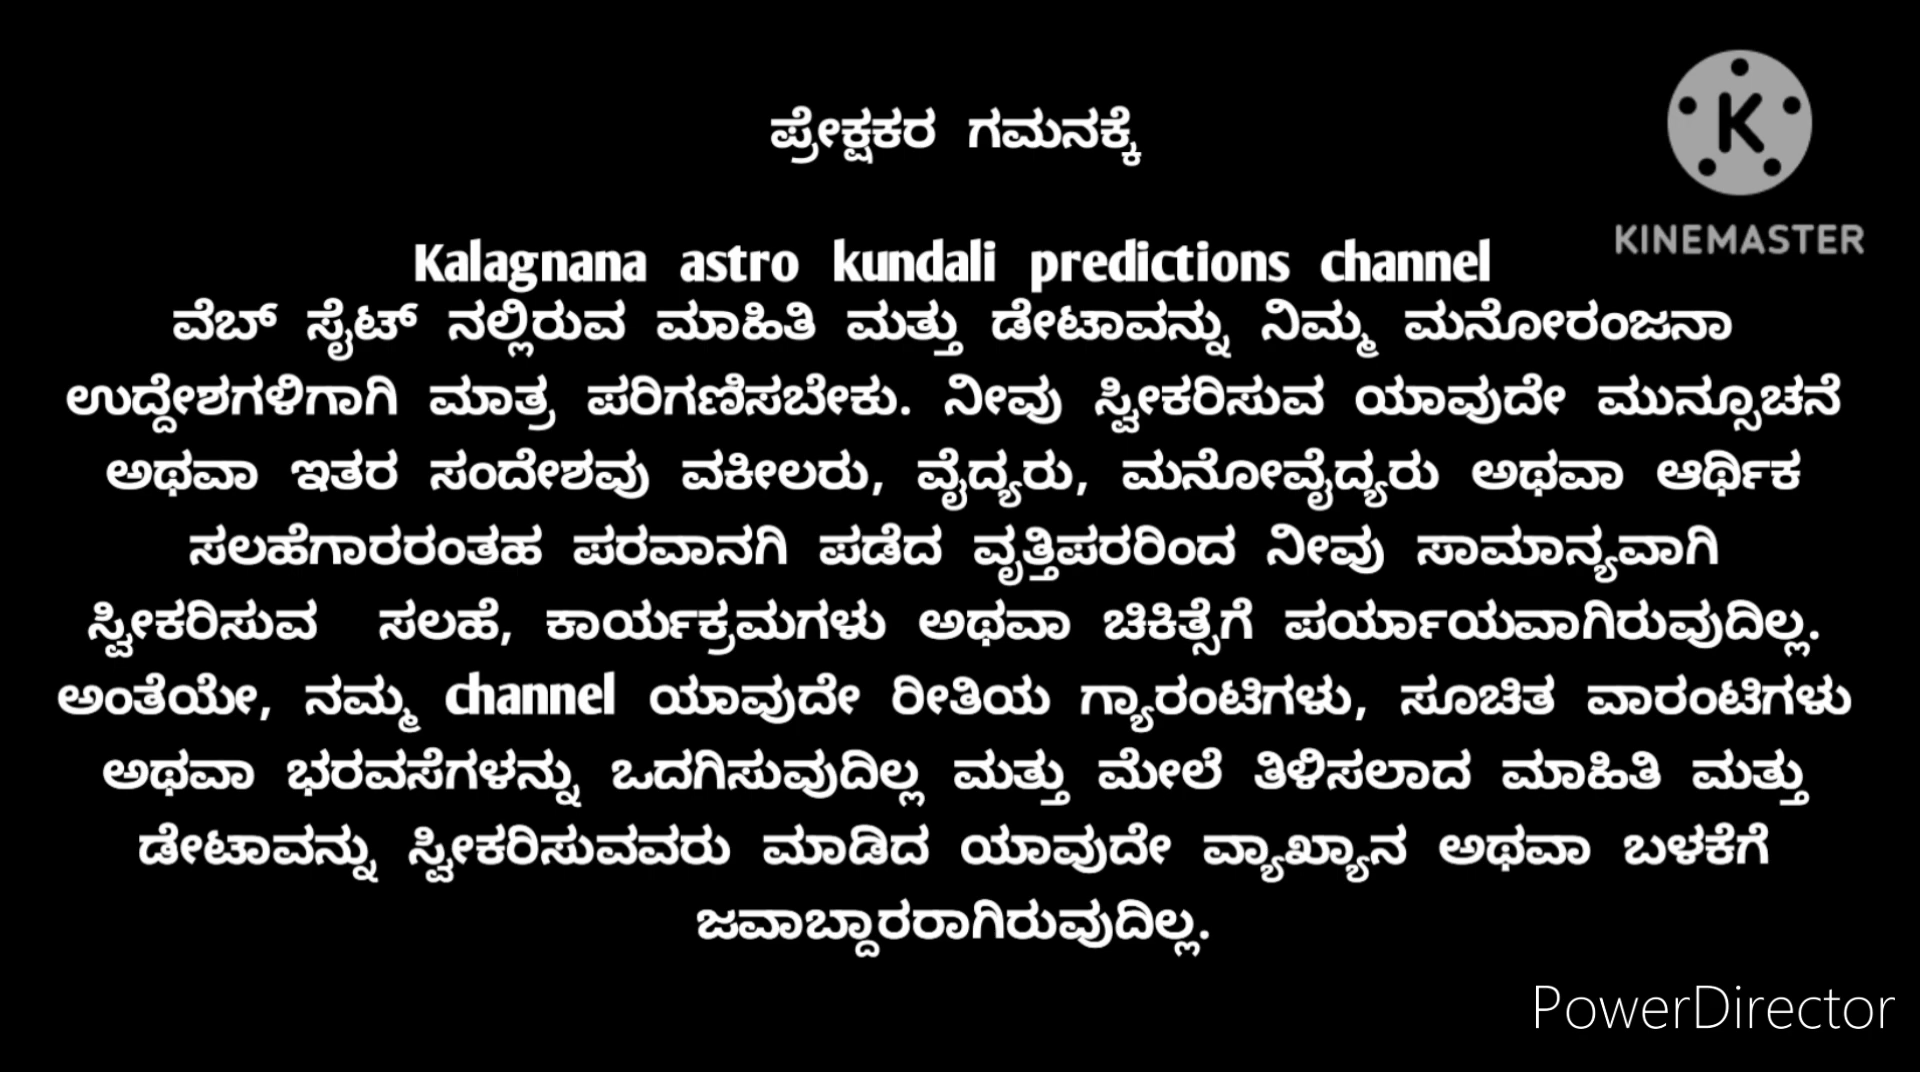 ಪ್ರೇಕ್ಷಕರ ಗಮನಕ್ಕೆ
KINEMASTER
Kalagnana astro kundali predictions channel
ವೆಬ್ ಸೈಟ್ ನಲ್ಲಿರುವ ಮಾಹಿತಿ ಮತ್ತು ಡೇಟಾವನ್ನು ನಿಮ್ಮ ಮನೋರಂಜನಾ
ಉದ್ದೇಶಗಳಿಗಾಗಿ ಮಾತ್ರ ಪರಿಗಣಿಸಬೇಕು. ನೀವು ಸ್ವೀಕರಿಸುವ ಯಾವುದೇ ಮುನ್ಸೂಚನೆ
ಅಥವಾ ಇತರ ಸಂದೇಶವು ವಕೀಲರು, ವೈದ್ಯರು, ಮನೋವೈದ್ಯರು ಅಥವಾ ಆರ್ಥಿಕ
ಸಲಹೆಗಾರರಂತಹ ಪರವಾನಗಿ ಪಡೆದ ವೃತ್ತಿಪರರಿಂದ ನೀವು ಸಾಮಾನ್ಯವಾಗಿ
ಸ್ವೀಕರಿಸುವ ಸಲಹೆ, ಕಾರ್ಯಕ್ರಮಗಳು ಅಥವಾ ಚಿಕಿತ್ಸೆಗೆ ಪರ್ಯಾಯವಾಗಿರುವುದಿಲ್ಲ.
ಅಂತೆಯೇ, ನಮ್ಮ channel ಯಾವುದೇ ರೀತಿಯ ಗ್ಯಾರಂಟಿಗಳು, ಸೂಚಿತ ವಾರಂಟಿಗಳು
ಅಥವಾ ಭರವಸೆಗಳನ್ನು ಒದಗಿಸುವುದಿಲ್ಲ ಮತ್ತು ಮೇಲೆ ತಿಳಿಸಲಾದ ಮಾಹಿತಿ ಮತ್ತು
ಡೇಟಾವನ್ನು ಸ್ವೀಕರಿಸುವವರು ಮಾಡಿದ ಯಾವುದೇ ವ್ಯಾಖ್ಯಾನ ಅಥವಾ ಬಳಕೆಗೆ
ಜವಾಬ್ದಾರರಾಗಿರುವುದಿಲ್ಲ.
PowerDirector